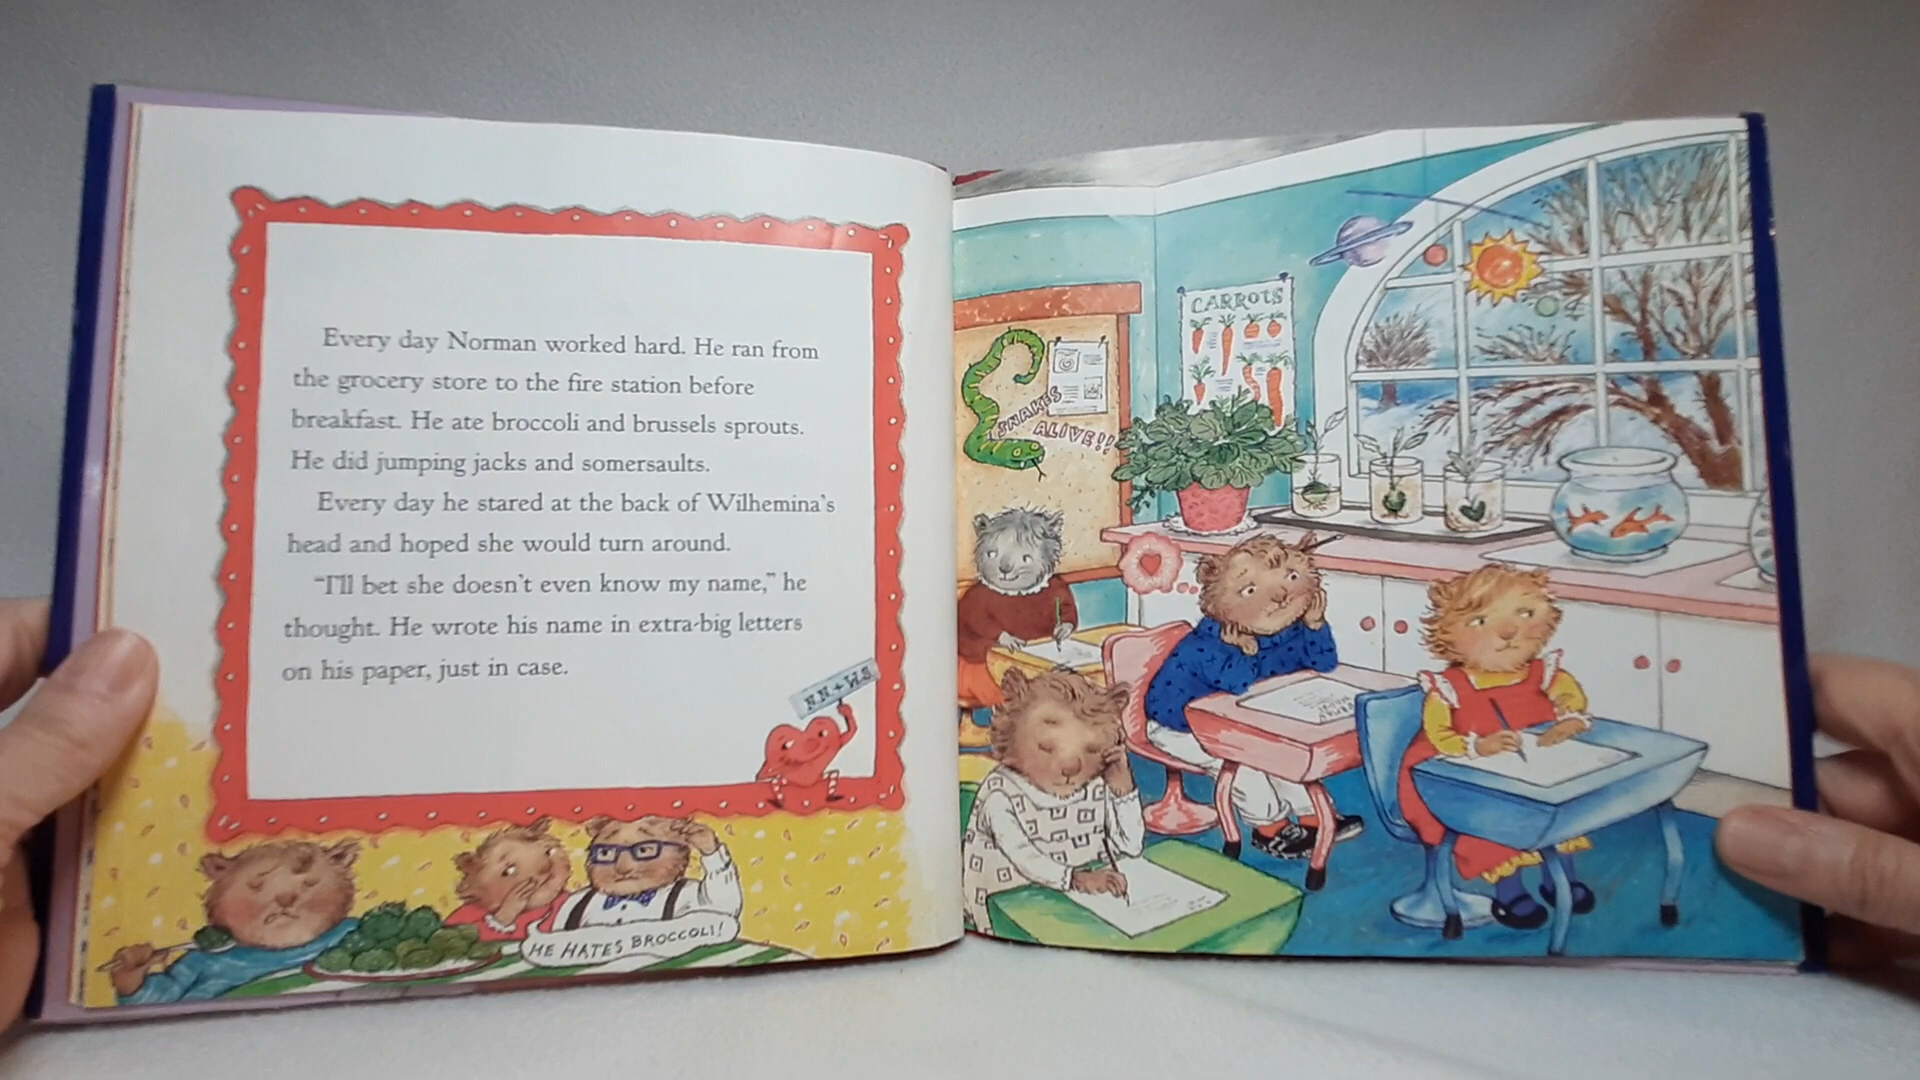 Every day Norman worked hard. He ran from
the grocery store to the fire station before
breakfast. He ate broccoli and brussels sprouts.
He did jumping jacks and somersaults.
Every day he stared at the back of Wilhemina's
head and hoped she would turn around.
"I'll bet she doesn't even know my name," he
thought. He wrote his name in extra-big letters
on his paper, just in case.
N.N + W.S
HE HATES BROCCOLI!
CARROTS
SNAKES
ALIVE!!